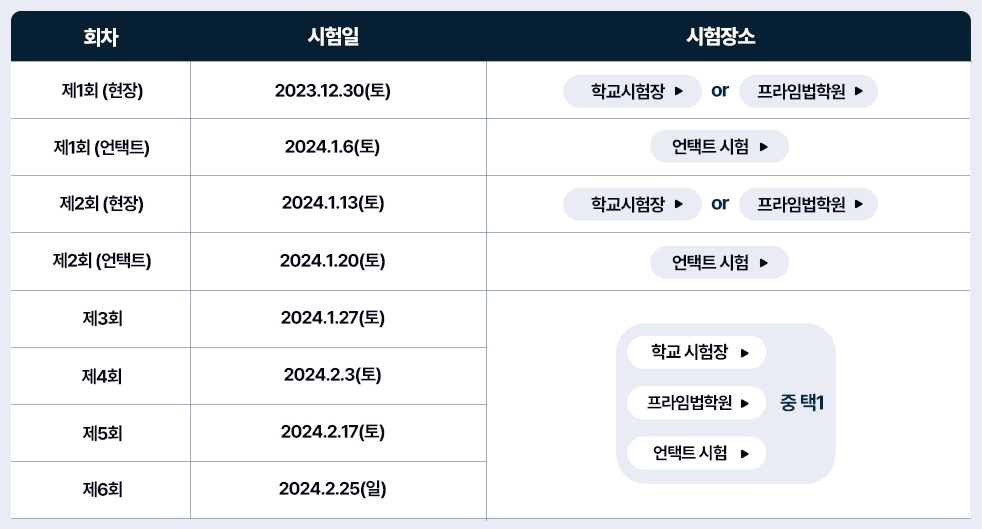 회차 시험일 시험장소
제1회 (현장) 2023.12.30(토) 학교시험장 ▶ or 프라임법학원 ▶
제1회 (언택트) 2024.1.6(토) 언택트 시험 ▶
제2회 (현장) 2024.1.13(토) 학교시험장 ▶ or 프라임법학원 ▶
제2회 (언택트) 2024.1.20(토) 언택트 시험 ▶
제3회 2024.1.27(토)
제4회 2024.2.3(토)
제5회 2024.2.17(토)
제6회 2024.2.25(일)
학교 시험장 ▶
프라임법학원 ▶ 중 택1
언택트 시험 ▶